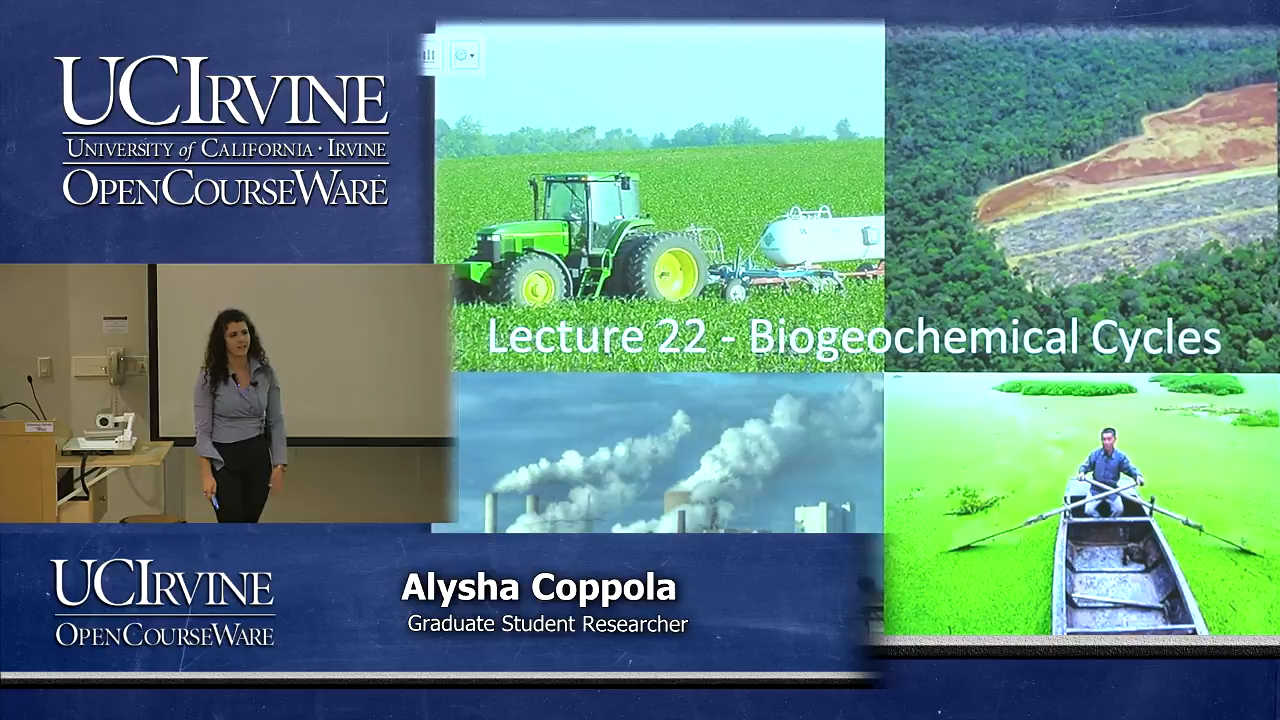 UCIRVINE
UNIVERSITY of CALIFORNIA · IRVINE
OPENCOURSEWARE
Lecture 22 - Biogeochemical Cycles
UCIRVINE
OPENCOURSEWARE
Alysha Coppola
Graduate Student Researcher